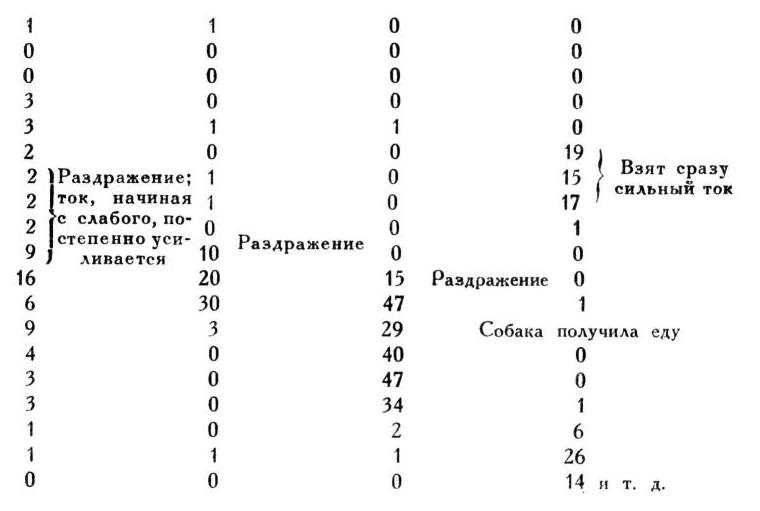 1 1 0 0
0 0 0 0
0 0 0 0
3 0 0 0
3 1 1 0
2 0 0 19
2 Раздражение; 1 0 15 Взят сразу
2 ток, начиная 1 0 17 сильный ток
2 с слабого, по- 0 0 1
9 степенно уси- 10 Раздражение 0 0
ливается
16 20 15 Раздражение 0
6 30 47 1
9 3 29 Собака получила еду
4 0 40 0
3 0 47 0
3 0 34 1
1 0 2 6
1 1 1 26
0 0 0 14 и т. д.